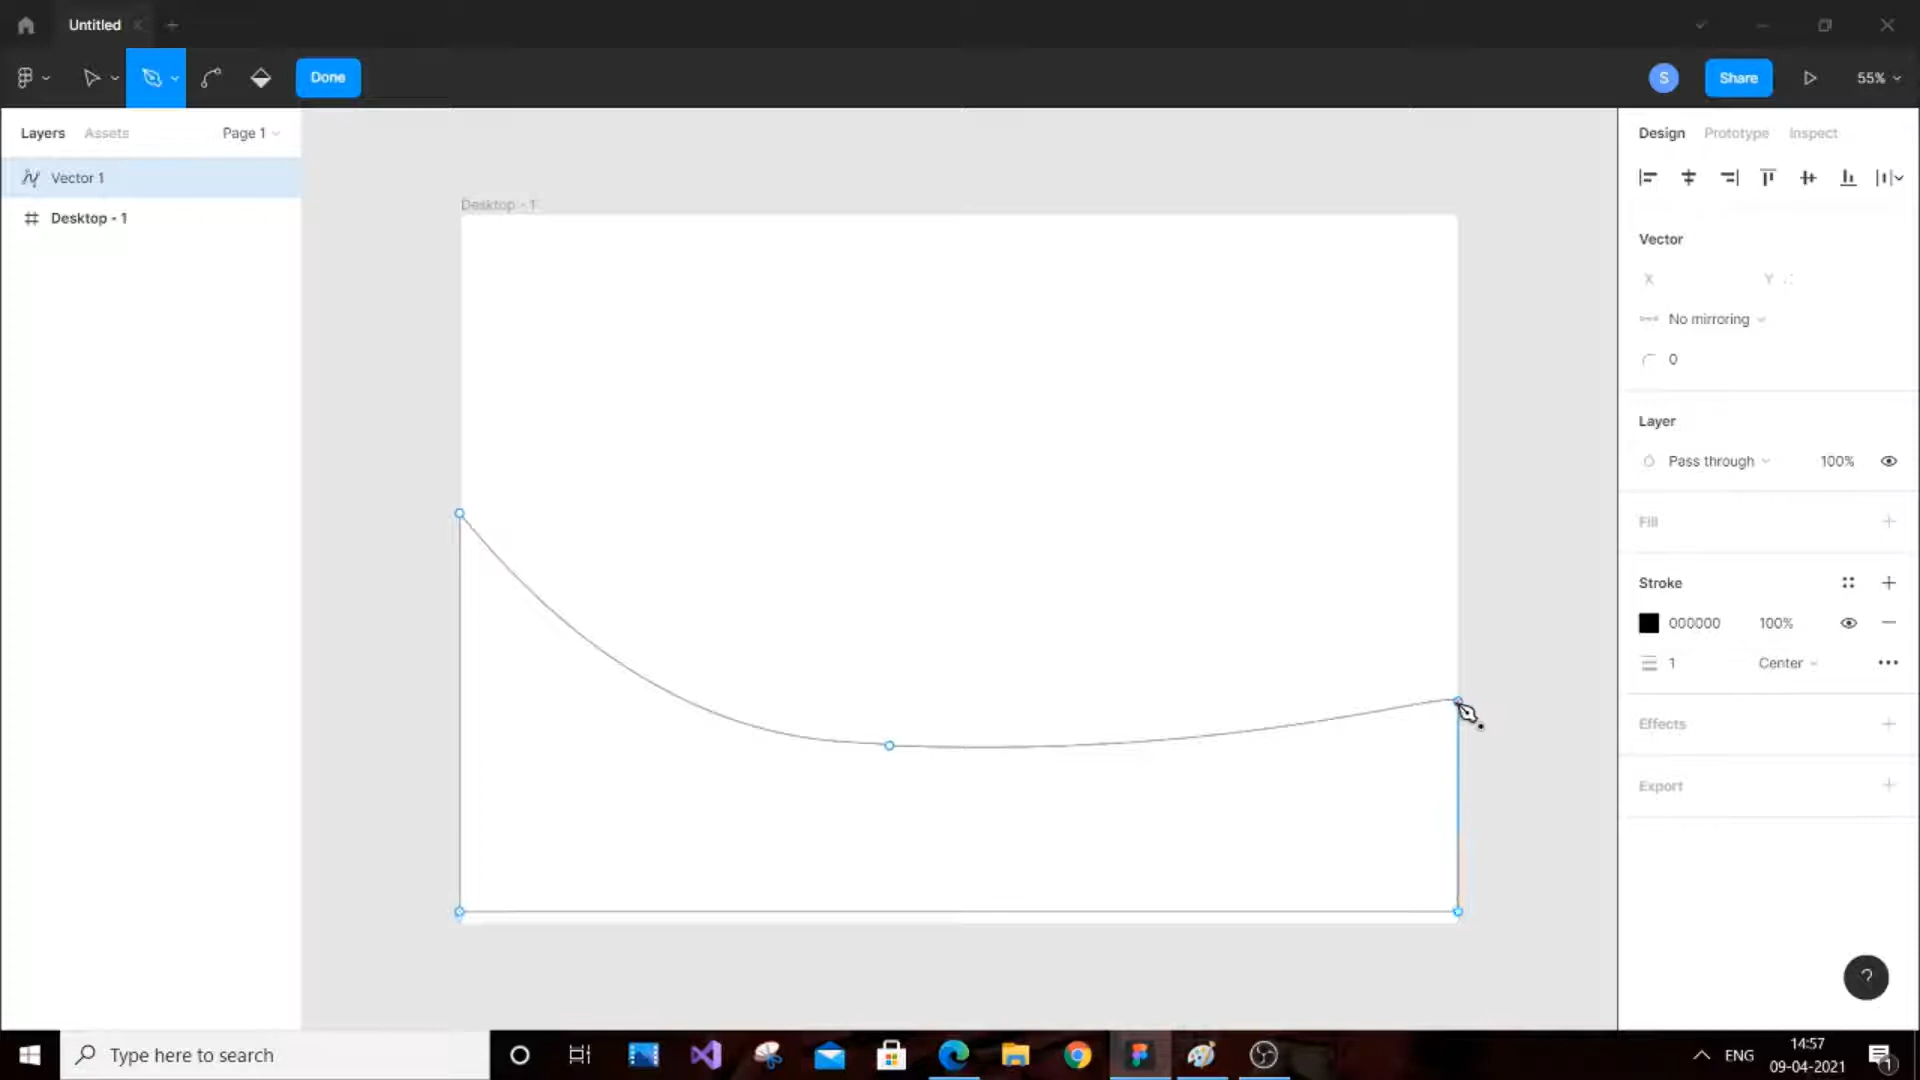 Untitled
Done
S
Share
55%
Layers
Assets
Page 1
Design
Prototype
Inspect
Vector 1
Desktop - 1
Desktop - 1
Vector
X
Y
No mirroring
0
Layer
Pass through
100%
Fill
Stroke
000000
100%
1
Center
Effects
Export
?
Type here to search
ENG
14:57
09-04-2021
1